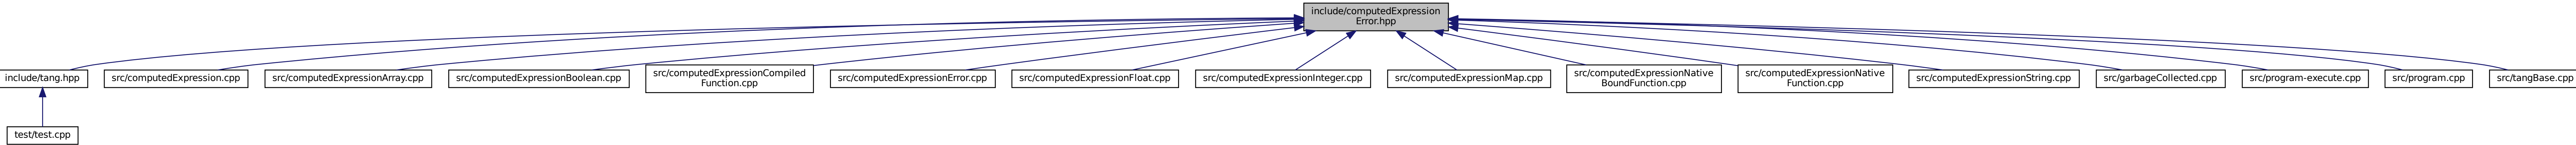 include/computedExpression
Error.hpp
include/tang.hpp
src/computedExpression.cpp
src/computedExpressionArray.cpp
src/computedExpressionBoolean.cpp
src/computedExpressionCompiled
Function.cpp
src/computedExpressionError.cpp
src/computedExpressionFloat.cpp
src/computedExpressionInteger.cpp
src/computedExpressionMap.cpp
src/computedExpressionNative
BoundFunction.cpp
src/computedExpressionNative
Function.cpp
src/computedExpressionString.cpp
src/garbageCollected.cpp
src/program-execute.cpp
src/program.cpp
src/tangBase.cpp
test/test.cpp